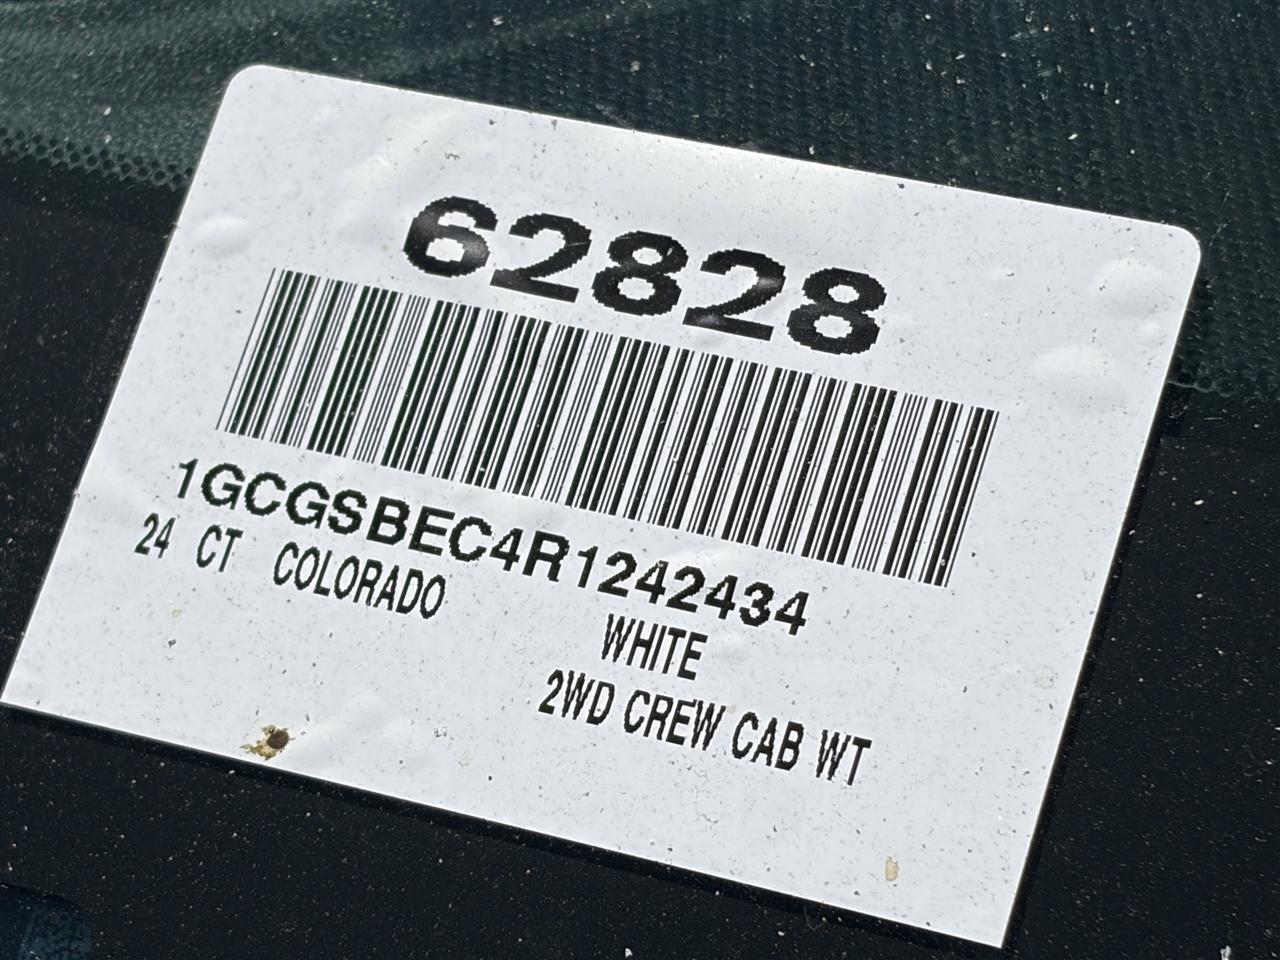 62828
1GCGSBEC4R1242434
24 CT COLORADO
WHITE
2WD CREW CAB WT